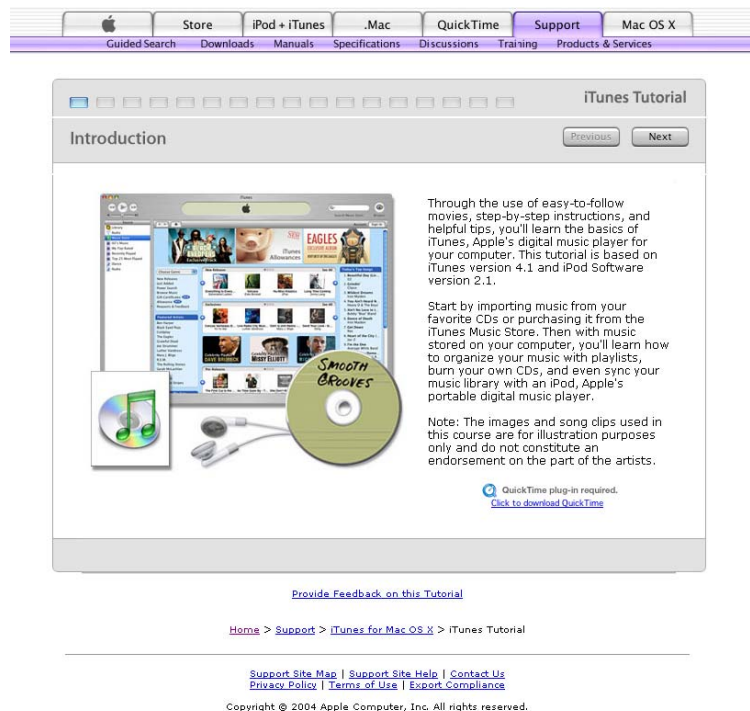 Store iPod + iTunes .Mac QuickTime Support Mac OS X
Guided Search Downloads Manuals Specifications Discussions Training Products & Services
iTunes Tutorial
Introduction
Previous Next
iTunes
NEW
iTunes
Allowances
EAGLES
SMOOTH
GROOVES
DAVE BRUBECK
MISSY ELLIOTT
Through the use of easy-to-follow
movies, step-by-step instructions, and
helpful tips, you'll learn the basics of
iTunes, Apple's digital music player for
your computer. This tutorial is based on
iTunes version 4.1 and iPod Software
version 2.1.
Start by importing music from your
favorite CDs or purchasing it from the
iTunes Music Store. Then with music
stored on your computer, you'll learn how
to organize your music with playlists,
burn your own CDs, and even sync your
music library with an iPod, Apple's
portable digital music player.
Note: The images and song clips used in
this course are for illustration purposes
only and do not constitute an
endorsement on the part of the artists.
QuickTime plug-in required.
Click to download QuickTime
Provide Feedback on this Tutorial
Home > Support > iTunes for Mac OS X > iTunes Tutorial
Support Site Map | Support Site Help | Contact Us
Privacy Policy | Terms of Use | Export Compliance
Copyright © 2004 Apple Computer, Inc. All rights reserved.